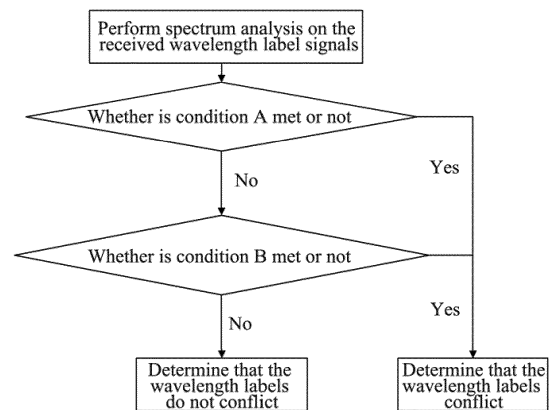 Perform spectrum analysis on the
received wavelength label signals
Whether is condition A met or not
Yes
No
Whether is condition B met or not
Yes
No
Determine that the
wavelength labels
do not conflict
Determine that the
wavelength labels
conflict